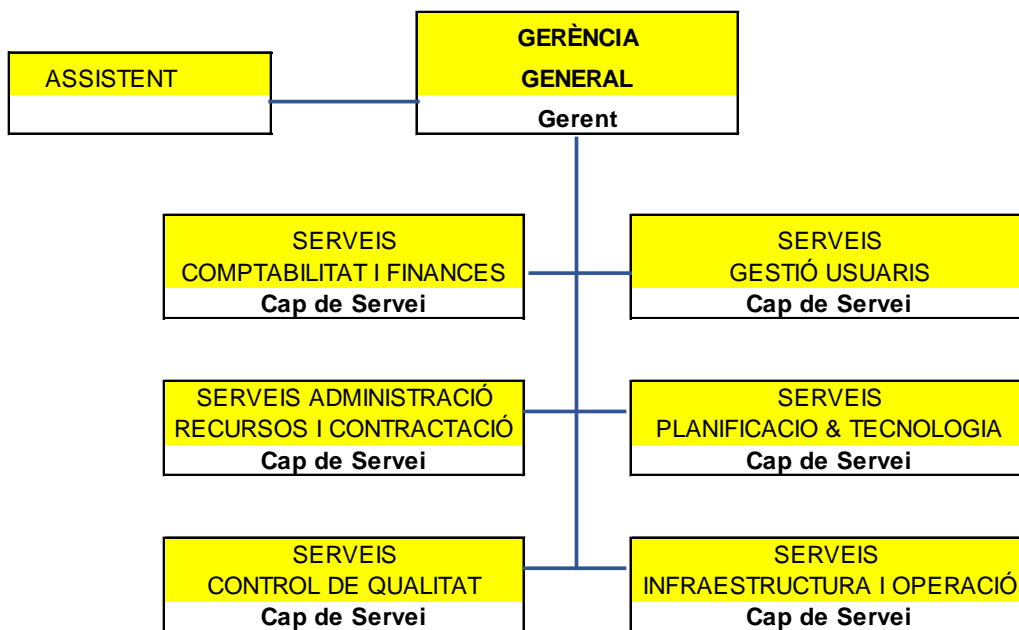 GERÈNCIA
GENERAL
Gerent
ASSISTENT
SERVEIS
COMPTABILITAT I FINANCES
Cap de Servei
SERVEIS
GESTIÓ USUARIS
Cap de Servei
SERVEIS ADMINISTRACIÓ
RECURSOS I CONTRACTACIÓ
Cap de Servei
SERVEIS
PLANIFICACIO & TECNOLOGIA
Cap de Servei
SERVEIS
CONTROL DE QUALITAT
Cap de Servei
SERVEIS
INFRAESTRUCTURA I OPERACIÓ
Cap de Servei